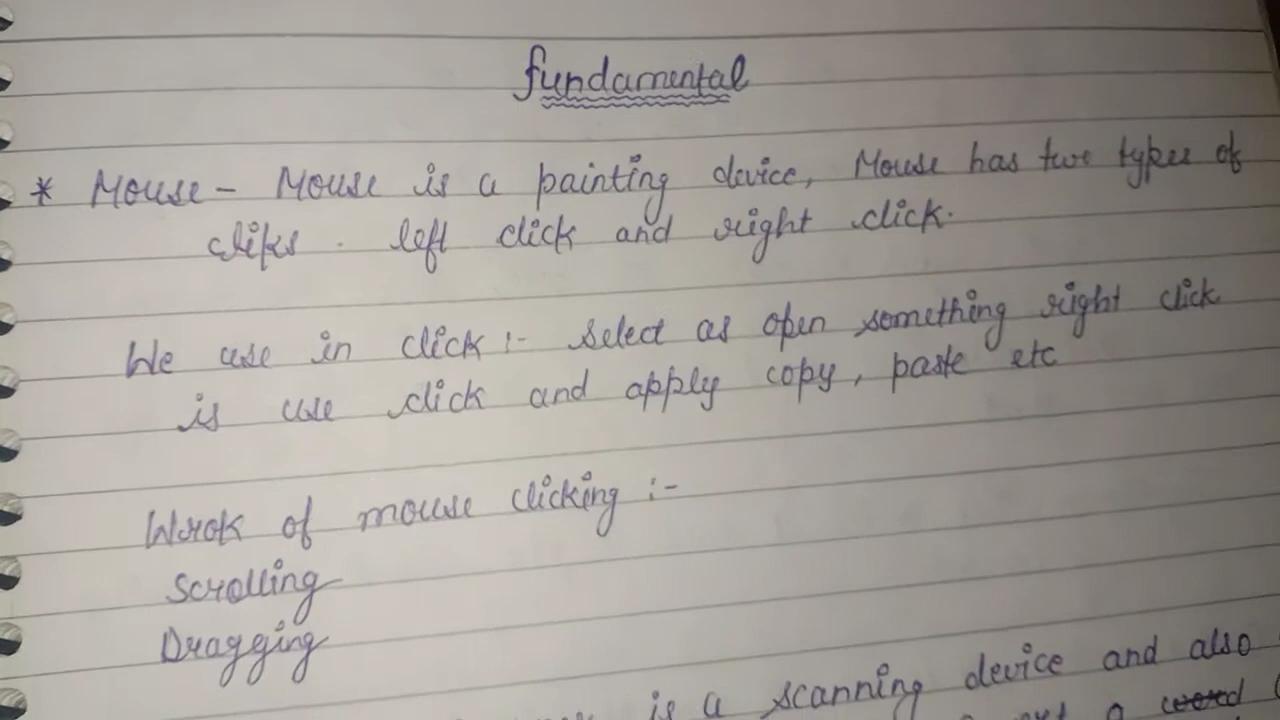 fundamental
* Mouse - Mouse is a painting device, Mouse has two types of
cliks. left click and right click.
We use in click :- select as open something right click
is use click and apply copy, paste etc
Wrok of mouse clicking :-
Scrolling
Dragging
is a scanning device and also
a